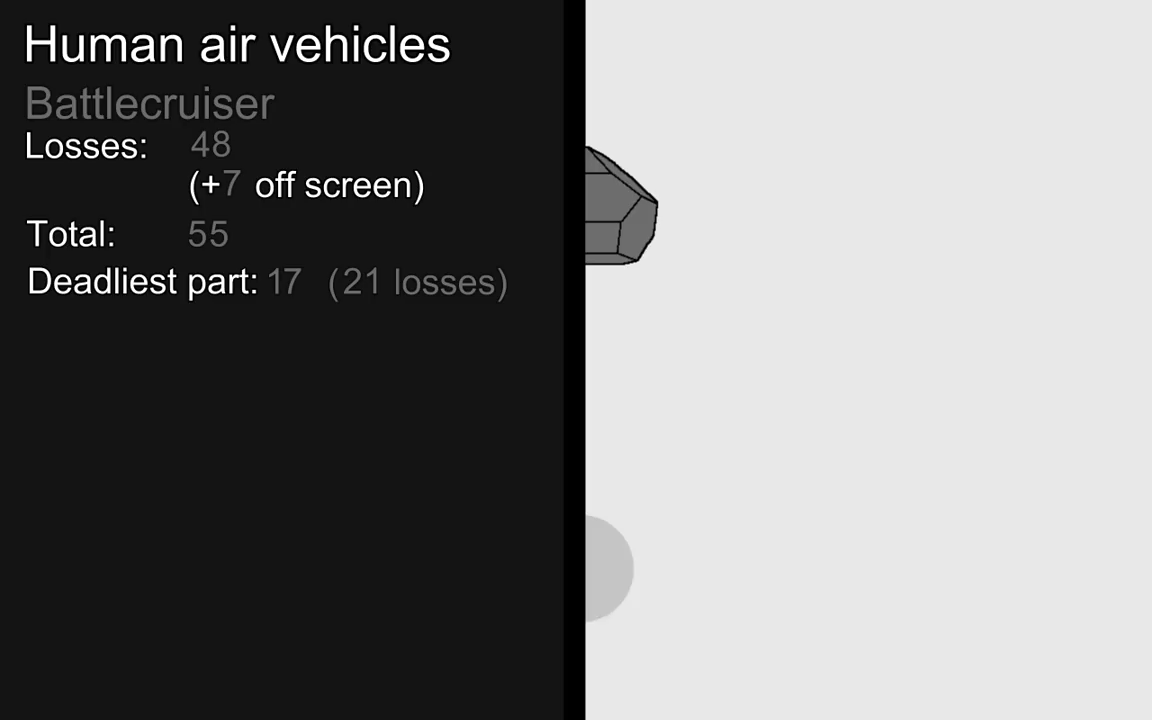 Human air vehicles
Battlecruiser
Losses: 48
(+7 off screen)
Total: 55
Deadliest part: 17 (21 losses)